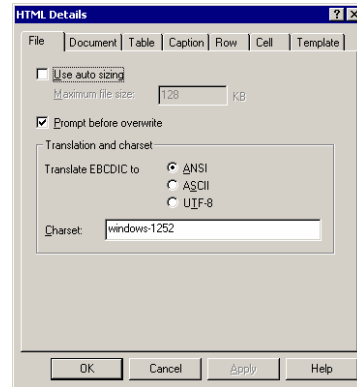 HTML Details
File Document Table Caption Row Cell Template
Use auto sizing
Maximum file size: 128 KB
Prompt before overwrite
Translation and charset
Translate EBCDIC to ANSI
ASCII
UTF-8
Charset: windows-1252
OK Cancel Apply Help